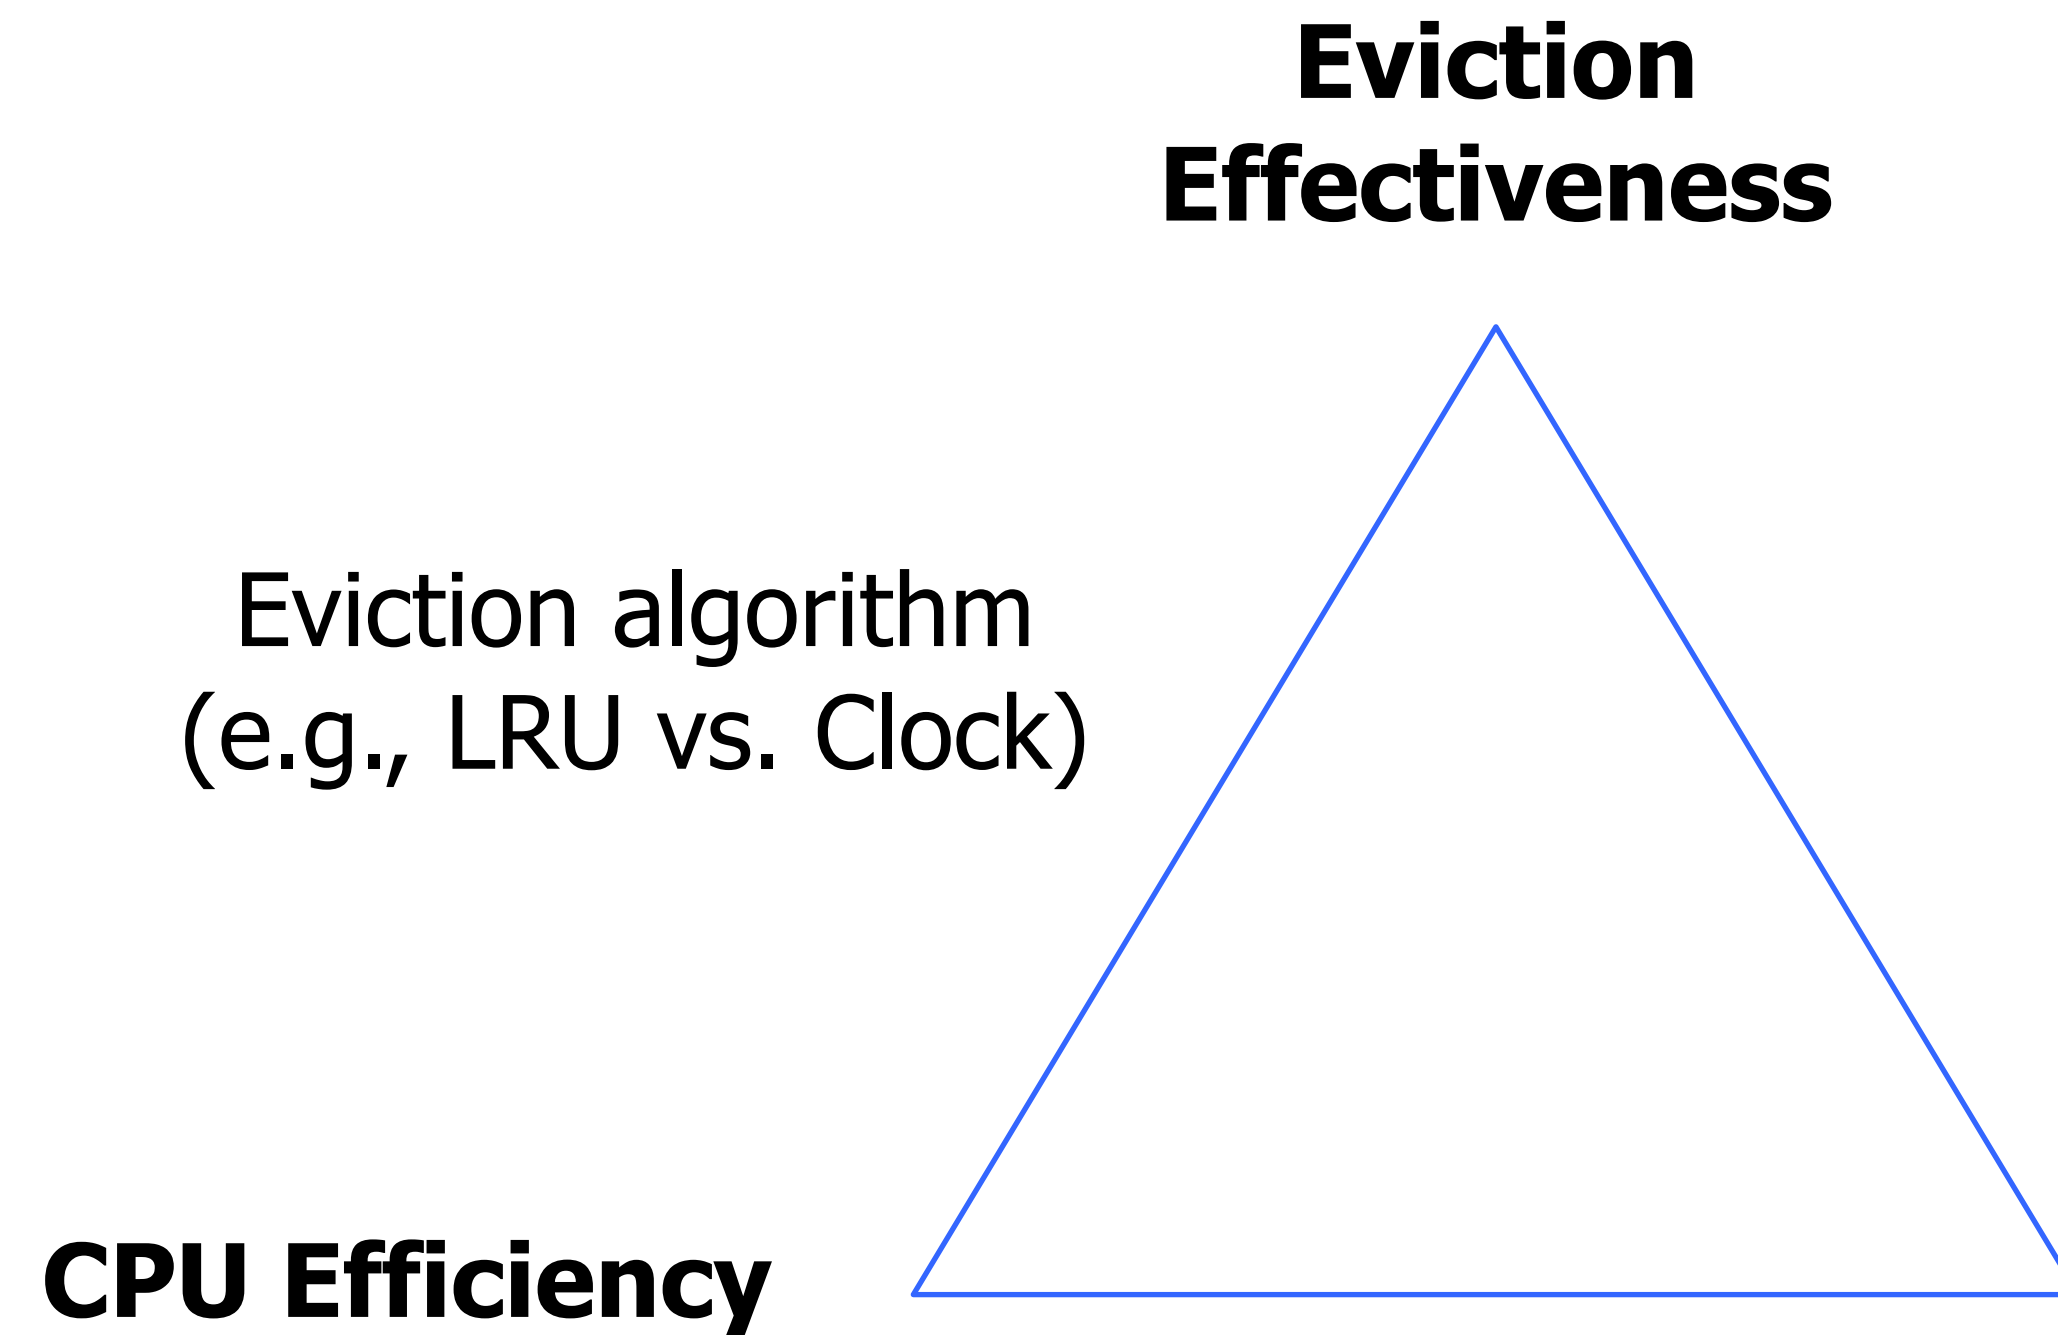 Eviction
Effectiveness
Eviction algorithm
(e.g., LRU vs. Clock)
CPU Efficiency